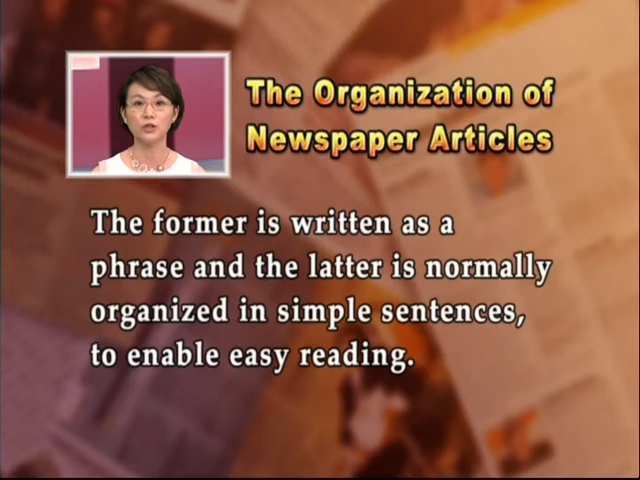 The Organization of
Newspaper Articles
The former is written as a
phrase and the latter is normally
organized in simple sentences,
to enable easy reading.